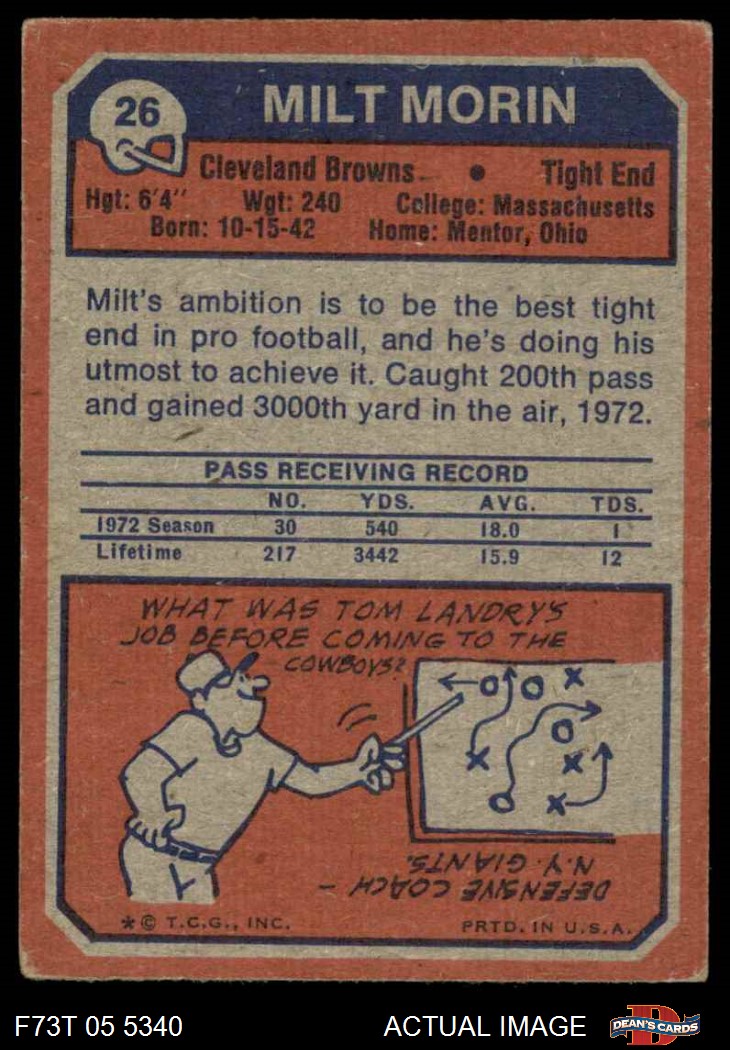 26
MILT MORIN
Cleveland Browns • Tight End
Hgt: 6'4" Wgt: 240 College: Massachusetts
Born: 10-15-42 Home: Mentor, Ohio
Milt's ambition is to be the best tight
end in pro football, and he's doing his
utmost to achieve it. Caught 200th pass
and gained 3000th yard in the air, 1972.
PASS RECEIVING RECORD
NO. YDS. AVG. TDS.
1972 Season 30 540 18.0 1
Lifetime 217 3442 15.9 12
WHAT WAS TOM LANDRY'S
JOB BEFORE COMING TO THE
COWBOYS?
DEFENSIVE COACH –
N.Y. GIANTS.
* © T.C.G., INC. PRTD. IN U.S.A.
F73T 05 5340 ACTUAL IMAGE DEAN'S CARDS